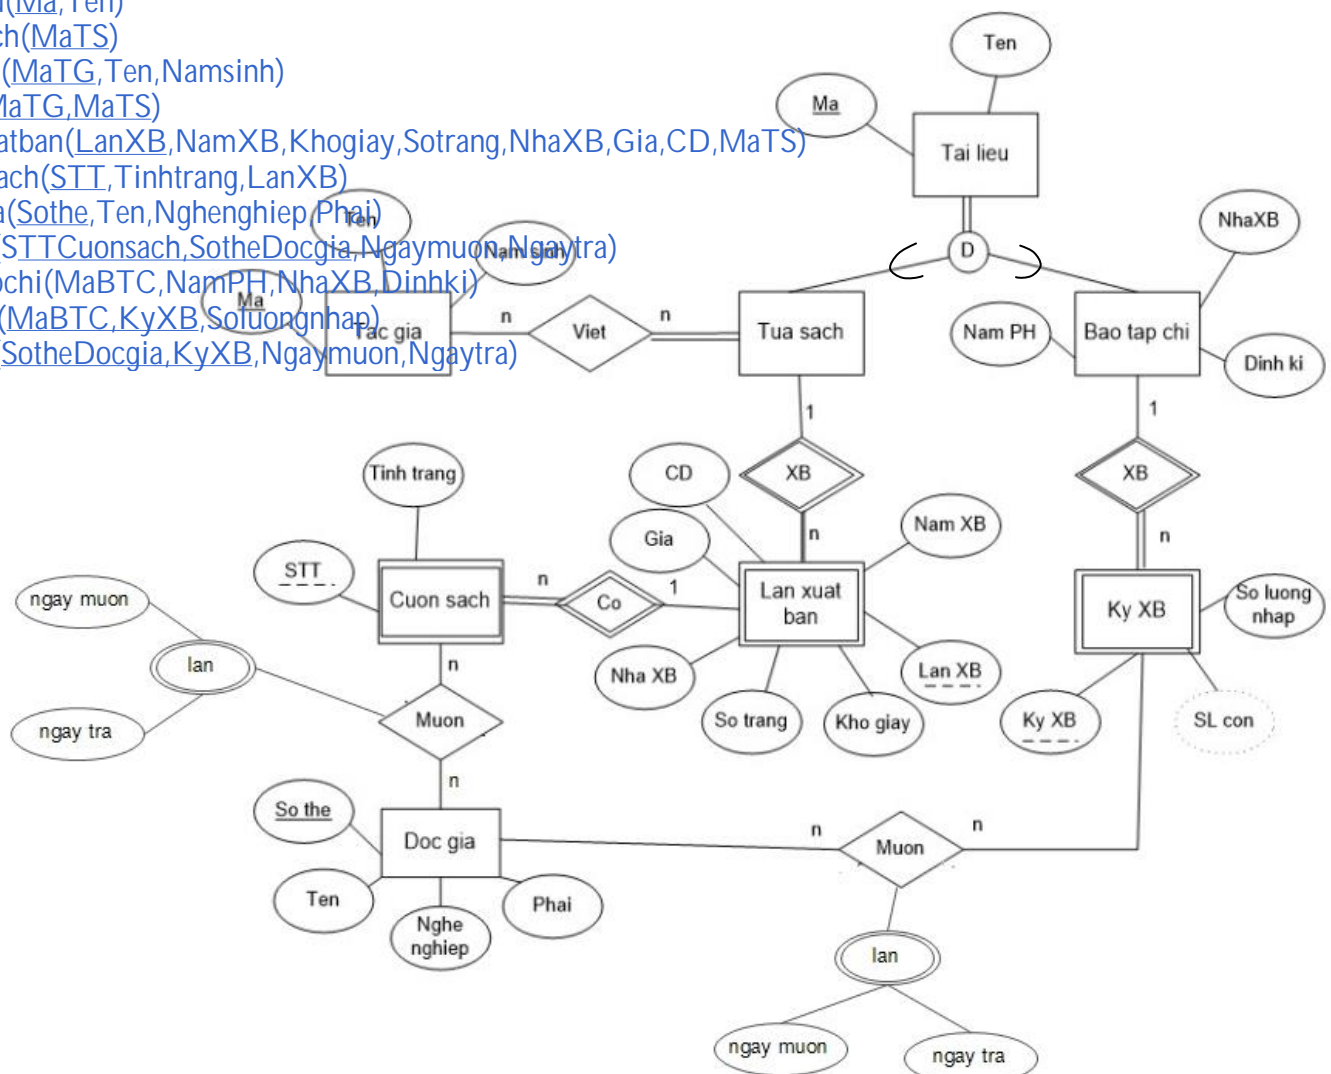 (Ma,Ten)
ch(MaTS)
(MaTG,Ten,Namsinh)
MaTG,MaTS)
atban(LanXB,NamXB,Khogiay,Sotrang,NhaXB,Gia,CD,MaTS)
ach(STT,Tinhtrang,LanXB)
a(Sothe,Ten,Nghenghiep,Phai)
(STTCuonsach,SotheDocgia,Ngaymuon,Ngaytra)
pchi(MaBTC,NamPH,NhaXB,Dinhki)
(MaBTC,KyXB,Soluongnhap)
(SotheDocgia,KyXB,Ngaymuon,Ngaytra)
Ten
Ma
Tai lieu
NhaXB
D
Ten
Nam sinh
Ma
Tac gia
n
Viet
n
Tua sach
Nam PH
Bao tap chi
Dinh ki
1
1
Tinh trang
CD
XB
XB
Gia
Nam XB
n
n
STT
Cuon sach
n
Co
1
Lan xuat
ban
Ky XB
So luong
nhap
ngay muon
lan
n
Nha XB
Lan XB
ngay tra
Muon
So trang
Kho giay
Ky XB
SL con
n
So the
Doc gia
n
Muon
n
Ten
Nghe
nghiep
Phai
lan
ngay muon
ngay tra